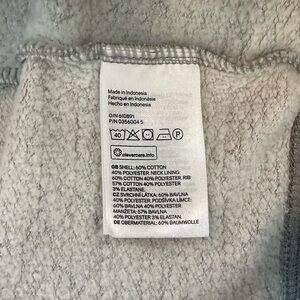 Made in Indonesia
Fabriqué en Indonésie
Hecho en Indonesia
O/N 610891
P/N 0356004 5
40 P
clevercare.info
GB SHELL: 60% COTTON
40% POLYESTER. NECK LINING:
60% COTTON 40% POLYESTER. RIB
57% COTTON 40% POLYESTER
3% ELASTANE.
CZ SVRCHNÍ LÁTKA: 60% BAVLNA
40% POLYESTER. PODŠÍVKA LÍMCE:
60% BAVLNA 40% POLYESTER.
MANŽETA: 57% BAVLNA
40% POLYESTER 3% ELASTAN.
DE OBERMATERIAL: 60% BAUMWOLLE